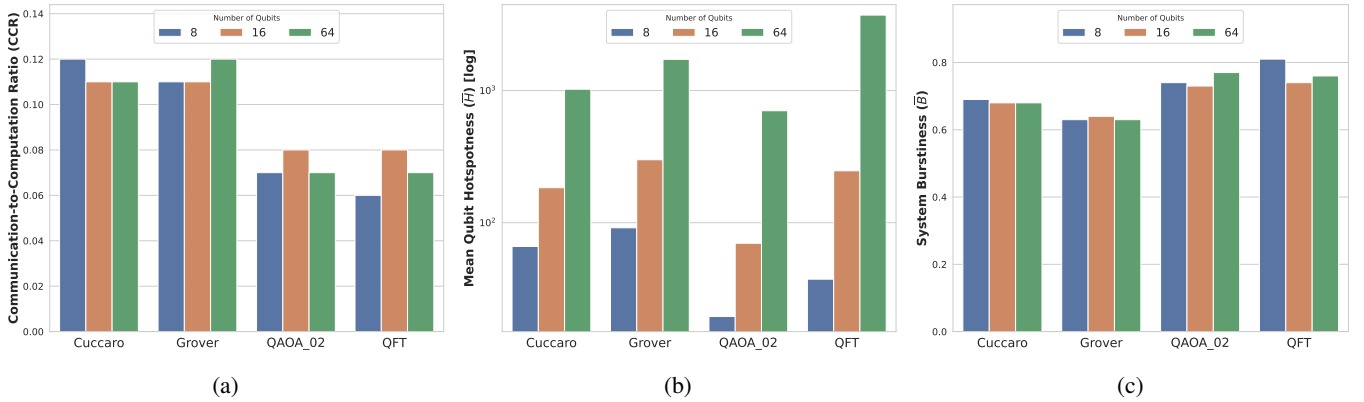 Communication-to-Computation Ratio (CCR)
0.14
0.12
0.10
0.08
0.06
0.04
0.02
0.00
Number of Qubits
8 16 64
Cuccaro Grover QAOA_02 QFT
(a)
Mean Qubit Hotspotness (H̅) [log]
10³
10²
Number of Qubits
8 16 64
Cuccaro Grover QAOA_02 QFT
(b)
System Burstiness (B̅)
0.8
0.6
0.4
0.2
0.0
Number of Qubits
8 16 64
Cuccaro Grover QAOA_02 QFT
(c)